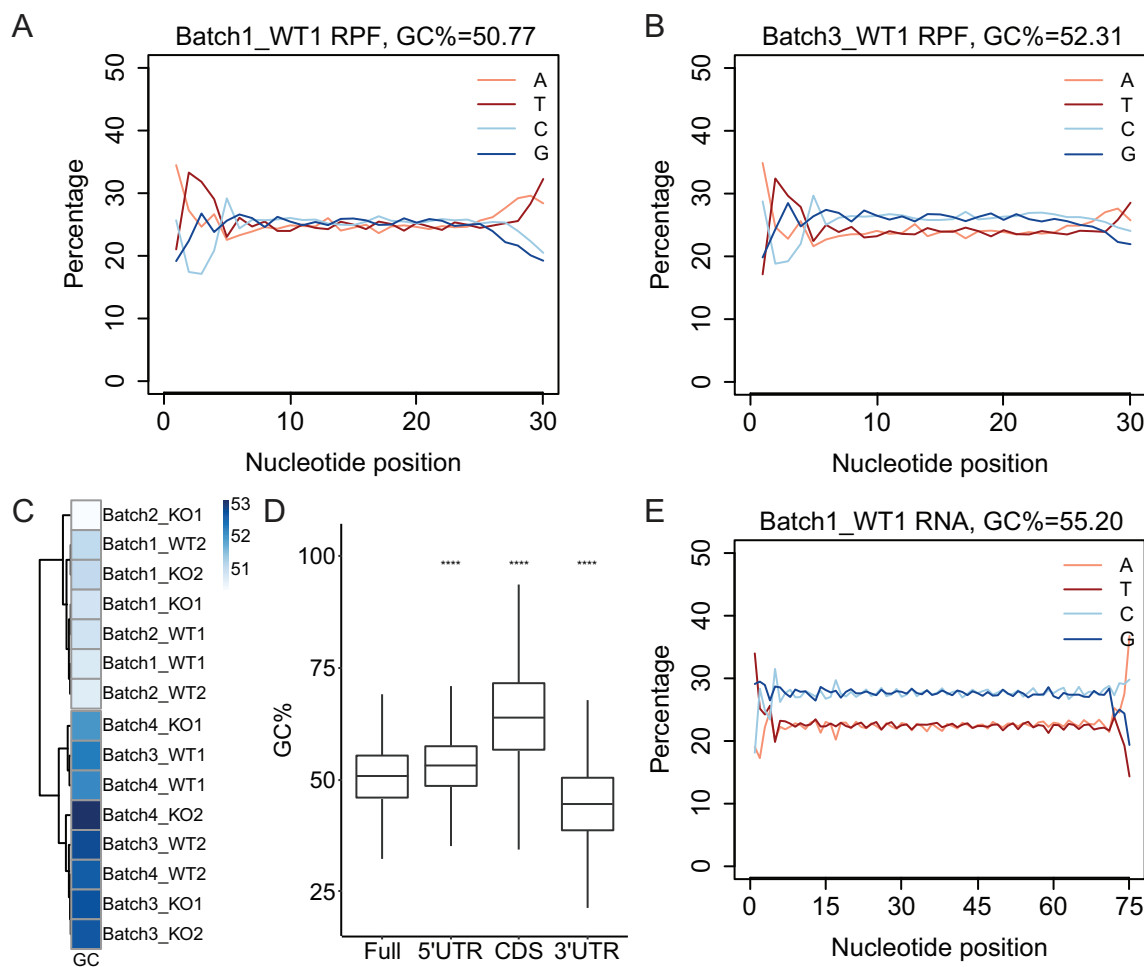 A
Batch1_WT1 RPF, GC%=50.77
50
40
30
20
10
0
Percentage
A
T
C
G
0
10
20
30
Nucleotide position
B
Batch3_WT1 RPF, GC%=52.31
50
40
30
20
10
0
Percentage
A
T
C
G
0
10
20
30
Nucleotide position
C
Batch2_KO1
Batch1_WT2
Batch1_KO2
Batch1_KO1
Batch2_WT1
Batch1_WT1
Batch2_WT2
Batch4_KO1
Batch3_WT1
Batch4_WT1
Batch4_KO2
Batch3_WT2
Batch4_WT2
Batch3_KO1
Batch3_KO2
GC
53
52
51
D
GC%
100
75
50
25
****
****
****
Full
5'UTR
CDS
3'UTR
E
Batch1_WT1 RNA, GC%=55.20
50
40
30
20
10
0
Percentage
A
T
C
G
0
15
30
45
60
75
Nucleotide position